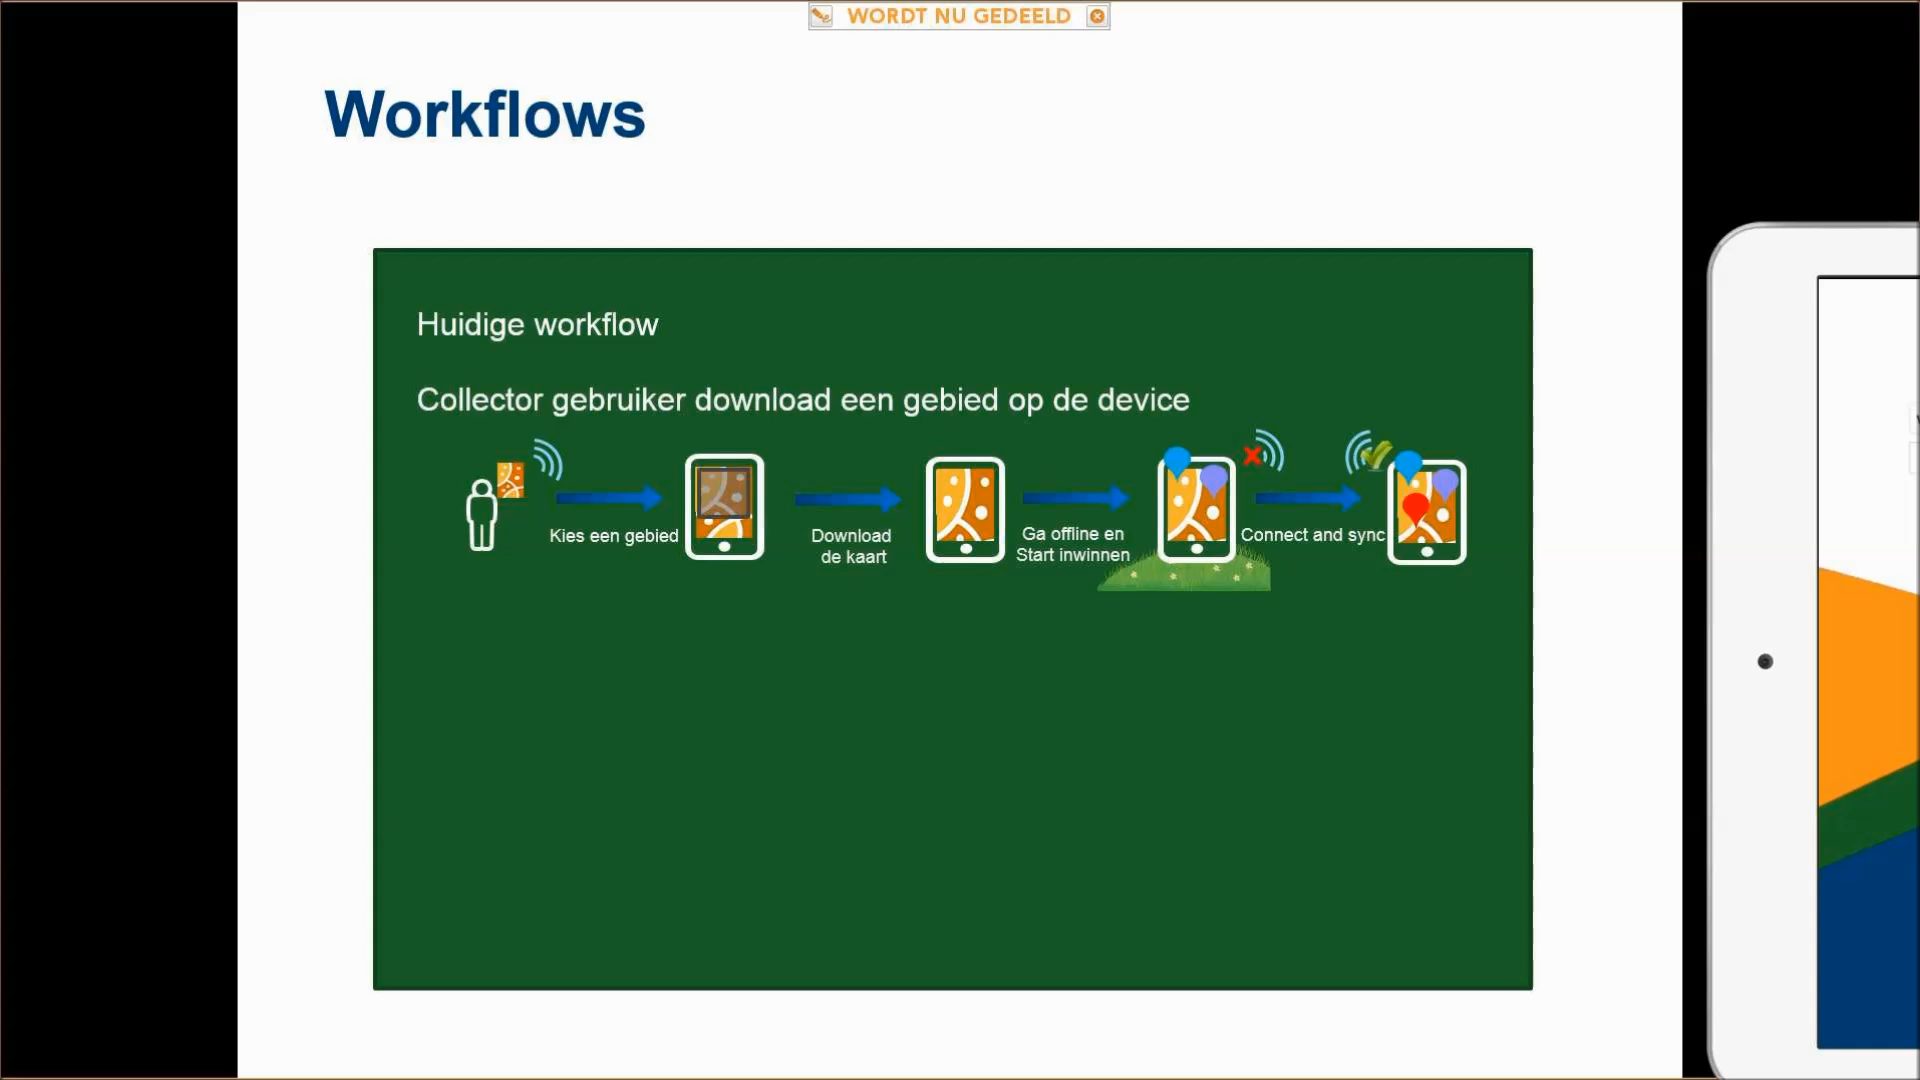 WORDT NU GEDEELD
Workflows
Huidige workflow
Collector gebruiker download een gebied op de device
Kies een gebied
Download
de kaart
Ga offline en
Start inwinnen
Connect and sync